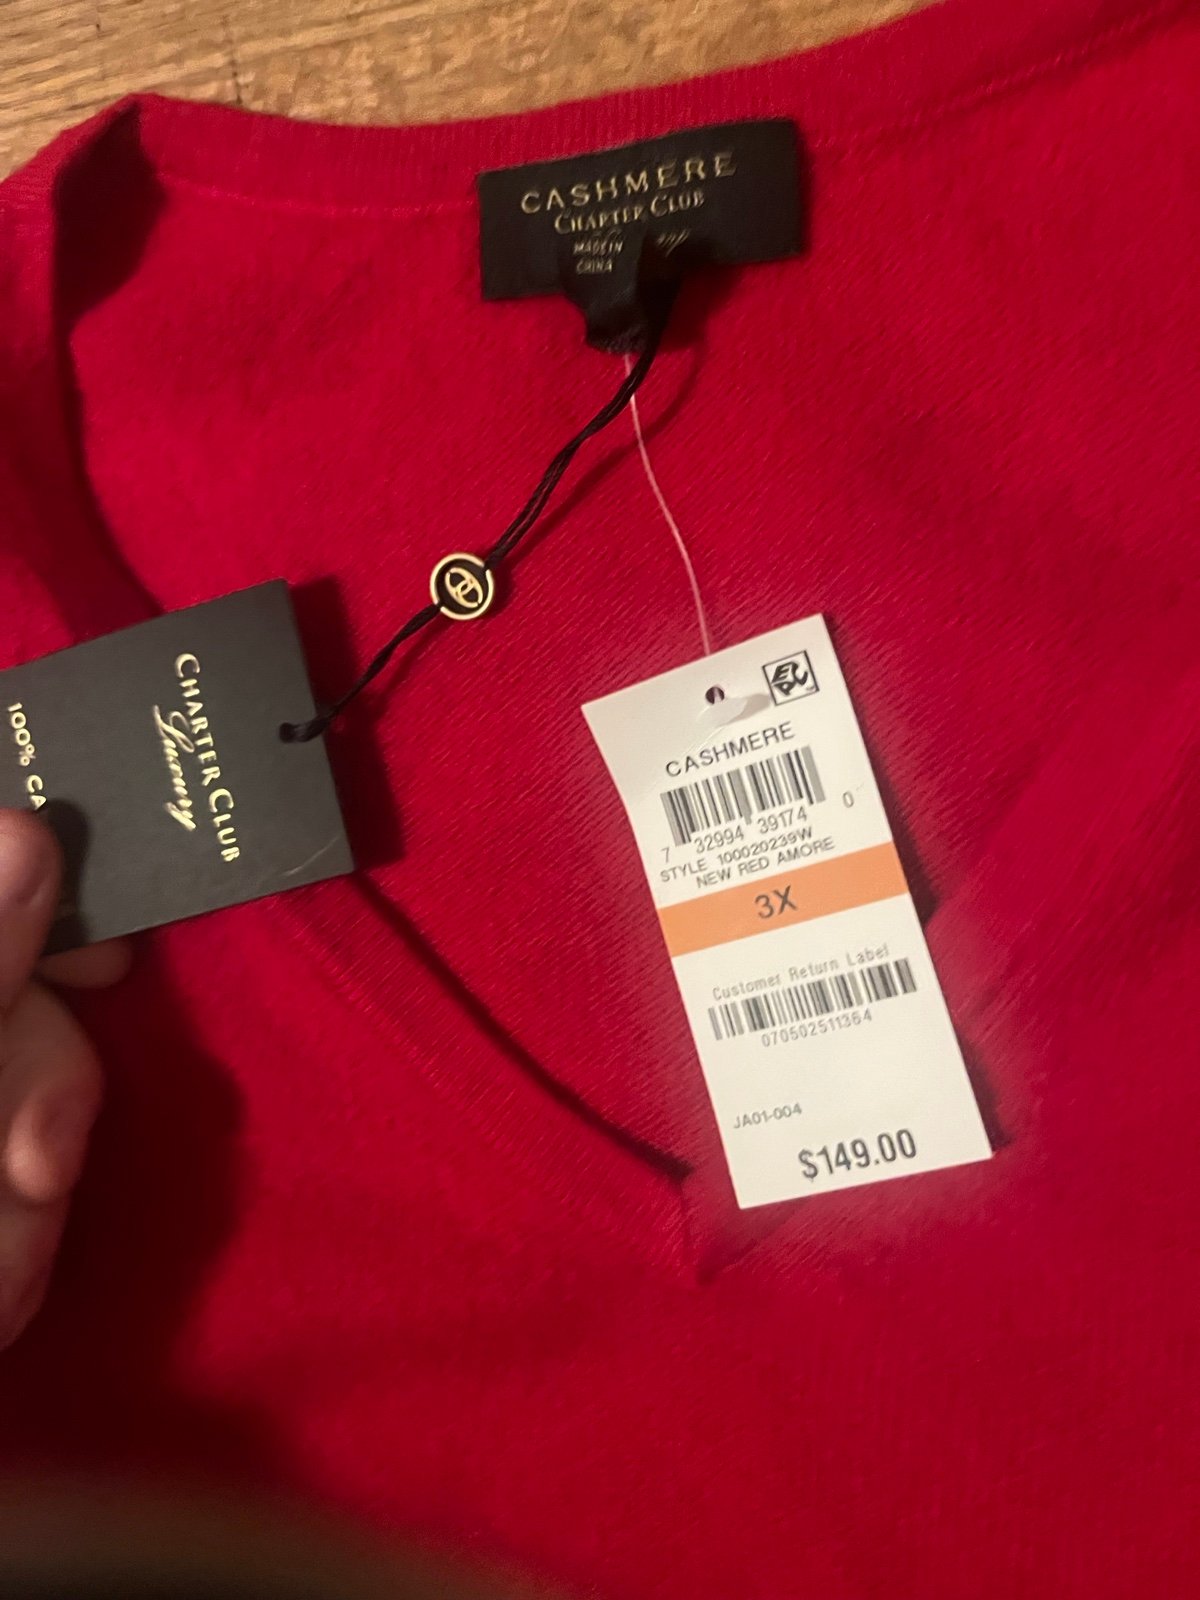 CASHMERE
CHARTER CLUB
MADE IN
CHINA
CHARTER CLUB
Luxury
100% CA
CASHMERE
7 32994 39174 0
STYLE 100020239W
NEW RED AMORE
3X
Customer Return Label
070502511364
JA01-004
$149.00